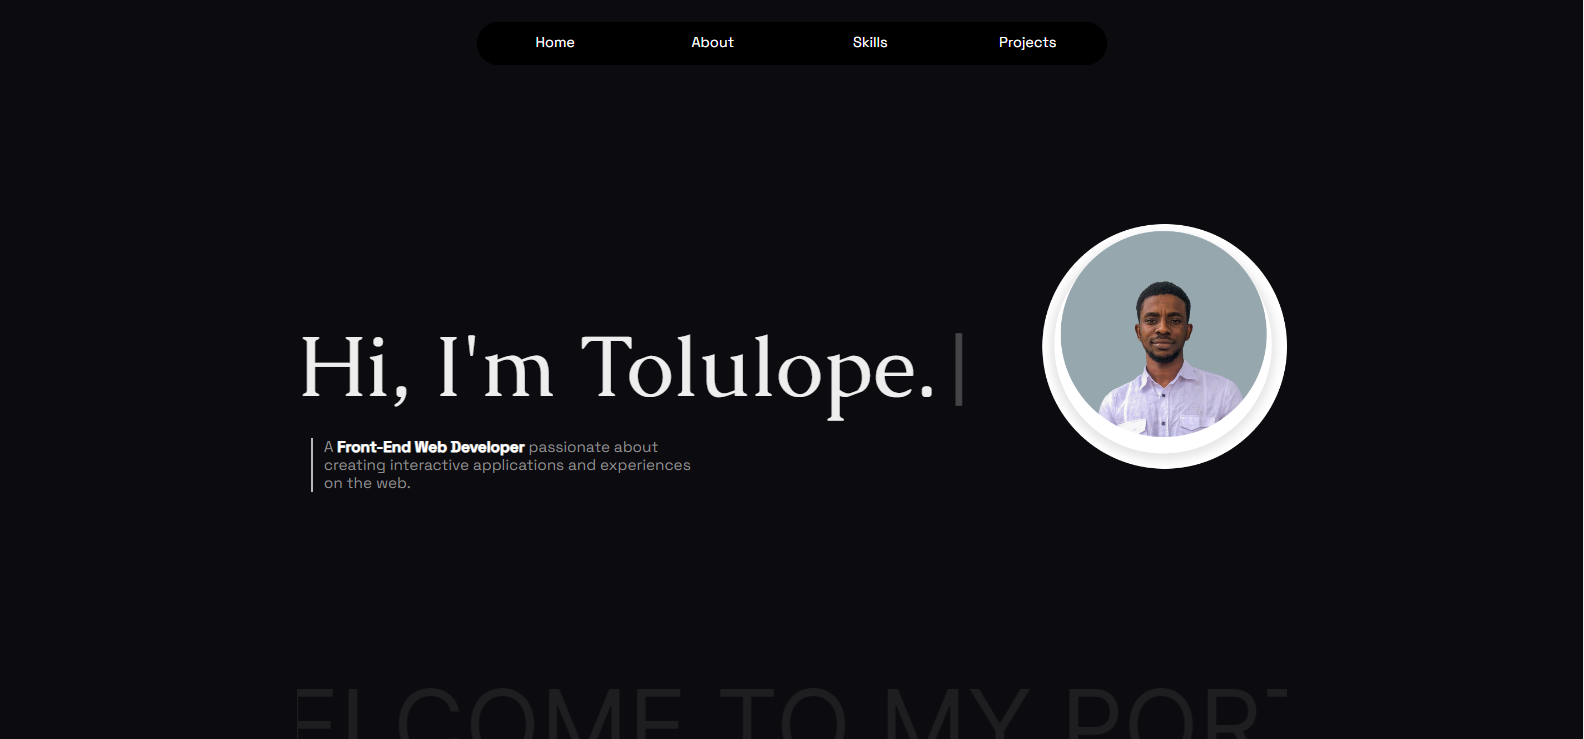 Home About Skills Projects
Hi, I'm Tolulope.
A Front-End Web Developer passionate about
creating interactive applications and experiences
on the web.
ELCOME TO MY PORT